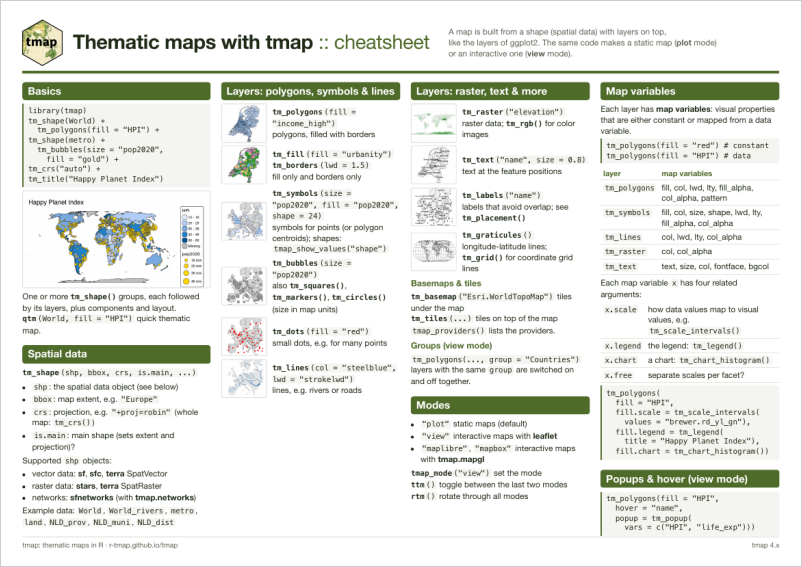 tmap
Thematic maps with tmap :: cheatsheet
A map is built from a shape (spatial data) with layers on top,
like the layers of ggplot2. The same code makes a static map (plot mode)
or an interactive one (view mode).
Basics
library(tmap)
tm_shape(World) +
tm_polygons(fill = "HPI") +
tm_shape(metro) +
tm_bubbles(size = "pop2020",
fill = "gold") +
tm_crs("auto") +
tm_title("Happy Planet Index")
Happy Planet Index
HPI
Missing
pop2020
One or more tm_shape() groups, each followed
by its layers, plus components and layout.
qtm(World, fill = "HPI") quick thematic
map.
Spatial data
tm_shape(shp, bbox, crs, is.main, ...)
• shp: the spatial data object (see below)
• bbox: map extent, e.g. "Europe"
• crs: projection, e.g. "+proj=robin" (whole
map: tm_crs())
• is.main: main shape (sets extent and
projection)?
Supported shp objects:
• vector data: sf, sfc, terra SpatVector
• raster data: stars, terra SpatRaster
• networks: sfnetworks (with tmap.networks)
Example data: World, World_rivers, metro,
land, NLD_prov, NLD_muni, NLD_dist
Layers: polygons, symbols & lines
tm_polygons(fill =
"income_high")
polygons, filled with borders
tm_fill(fill = "urbanity")
tm_borders(lwd = 1.5)
fill only and borders only
tm_symbols(size =
"pop2020", fill = "pop2020",
shape = 24)
symbols for points (or polygon
centroids); shapes:
tmap_show_values("shape")
tm_bubbles(size =
"pop2020")
also tm_squares(),
tm_markers(), tm_circles()
(size in map units)
tm_dots(fill = "red")
small dots, e.g. for many points
tm_lines(col = "steelblue",
lwd = "strokelwd")
lines, e.g. rivers or roads
Layers: raster, text & more
tm_raster("elevation")
raster data; tm_rgb() for color
images
tm_text("name", size = 0.8)
text at the feature positions
tm_labels("name")
labels that avoid overlap; see
tm_placement()
tm_graticules()
longitude-latitude lines;
tm_grid() for coordinate grid
lines
Basemaps & tiles
tm_basemap("Esri.WorldTopoMap") tiles
under the map
tm_tiles(...) tiles on top of the map
tmap_providers() lists the providers.
Groups (view mode)
tm_polygons(..., group = "Countries")
layers with the same group are switched on
and off together.
Modes
• "plot" static maps (default)
• "view" interactive maps with leaflet
• "maplibre", "mapbox" interactive maps
with tmap.mapgl
tmap_mode("view") set the mode
ttm() toggle between the last two modes
rtm() rotate through all modes
Map variables
Each layer has map variables: visual properties
that are either constant or mapped from a data
variable.
tm_polygons(fill = "red") # constant
tm_polygons(fill = "HPI") # data
layer map variables
tm_polygons fill, col, lwd, lty, fill_alpha,
col_alpha, pattern
tm_symbols fill, col, size, shape, lwd, lty,
fill_alpha, col_alpha
tm_lines col, lwd, lty, col_alpha
tm_raster col, col_alpha
tm_text text, size, col, fontface, bgcol
Each map variable x has four related
arguments:
x.scale how data values map to visual
values, e.g.
tm_scale_intervals()
x.legend the legend: tm_legend()
x.chart a chart: tm_chart_histogram()
x.free separate scales per facet?
tm_polygons(
fill = "HPI",
fill.scale = tm_scale_intervals(
values = "brewer.rd_yl_gn"),
fill.legend = tm_legend(
title = "Happy Planet Index"),
fill.chart = tm_chart_histogram())
Popups & hover (view mode)
tm_polygons(fill = "HPI",
hover = "name",
popup = tm_popup(
vars = c("HPI", "life_exp")))
tmap: thematic maps in R · r-tmap.github.io/tmap
tmap 4.x